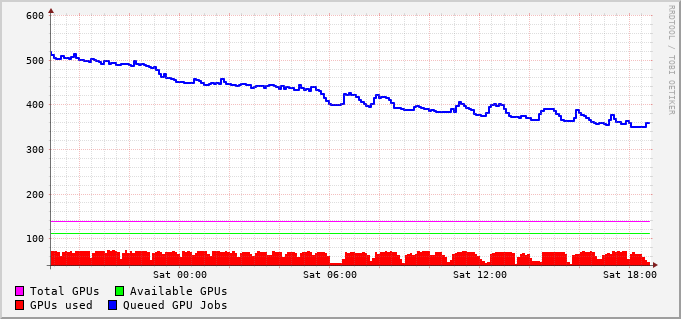 600
500
400
300
200
100
Sat 00:00 Sat 06:00 Sat 12:00 Sat 18:00
Total GPUs Available GPUs
GPUs used Queued GPU Jobs
RRDTOOL / TOBI OETIKER